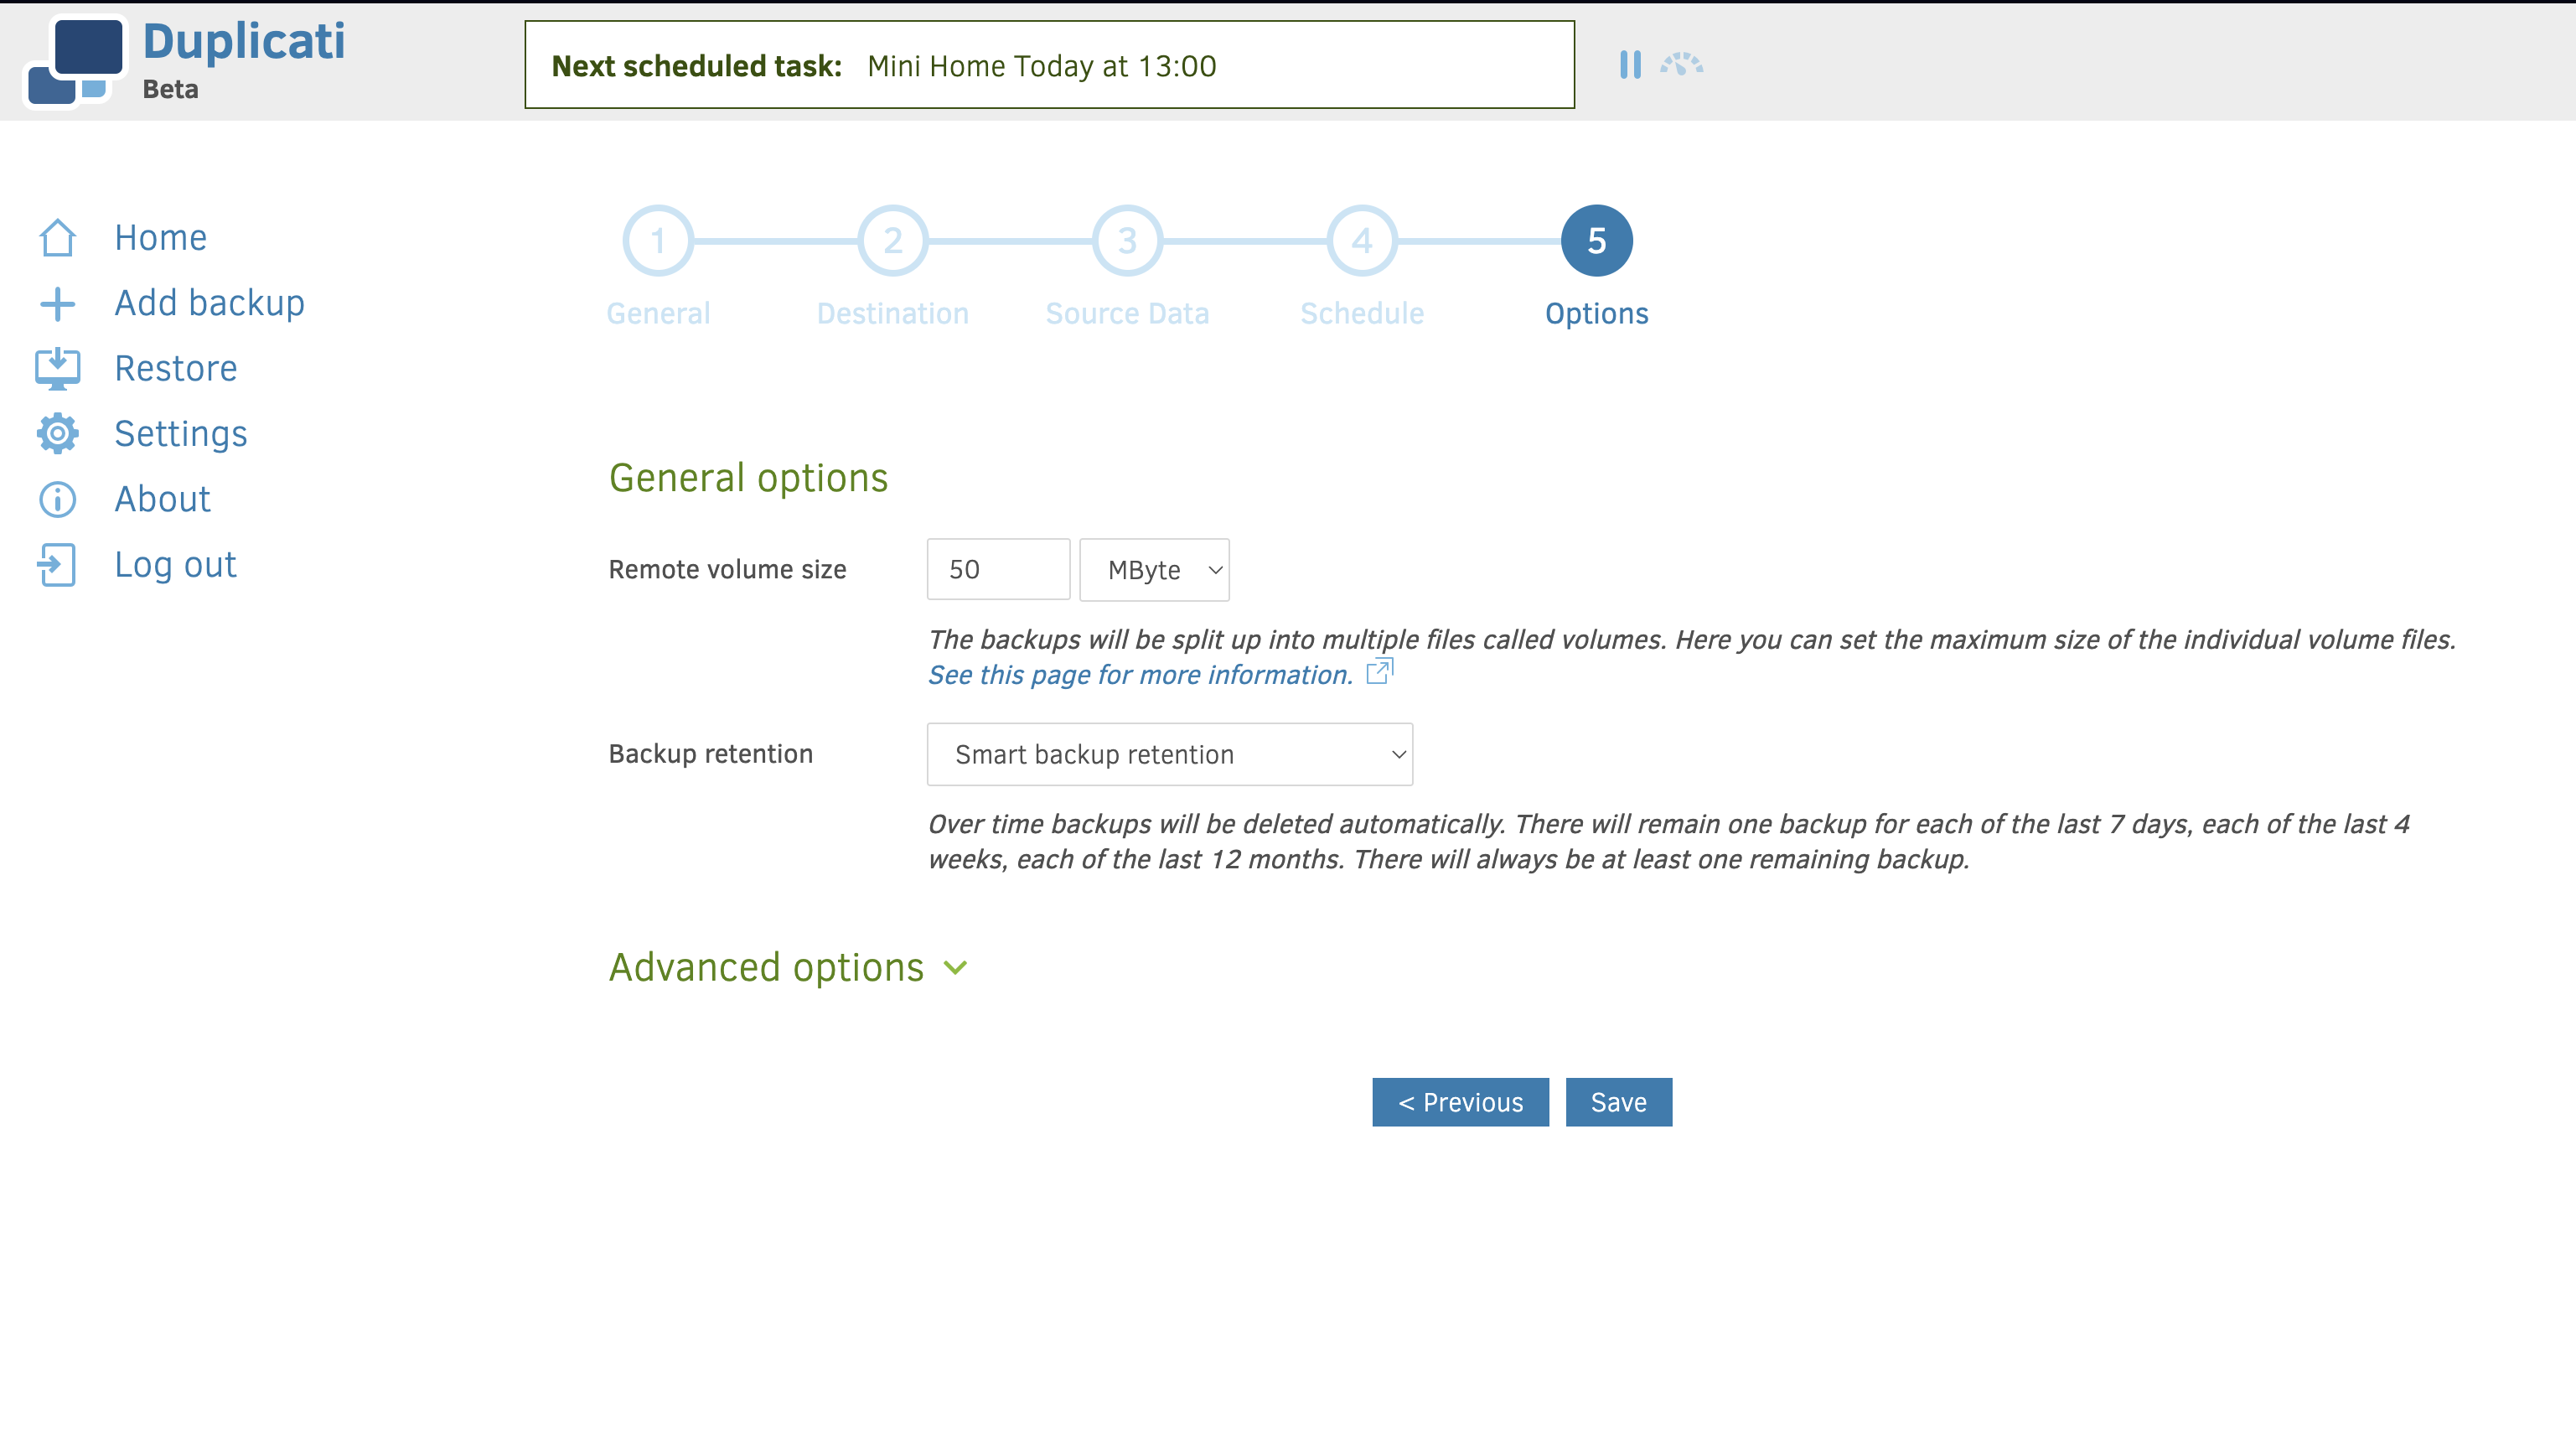 Duplicati
Beta
Next scheduled task: Mini Home Today at 13:00
Home
Add backup
Restore
Settings
About
Log out
1
2
3
4
5
General
Destination
Source Data
Schedule
Options
General options
Remote volume size
50
MByte
The backups will be split up into multiple files called volumes. Here you can set the maximum size of the individual volume files.
See this page for more information.
Backup retention
Smart backup retention
Over time backups will be deleted automatically. There will remain one backup for each of the last 7 days, each of the last 4
weeks, each of the last 12 months. There will always be at least one remaining backup.
Advanced options
< Previous
Save